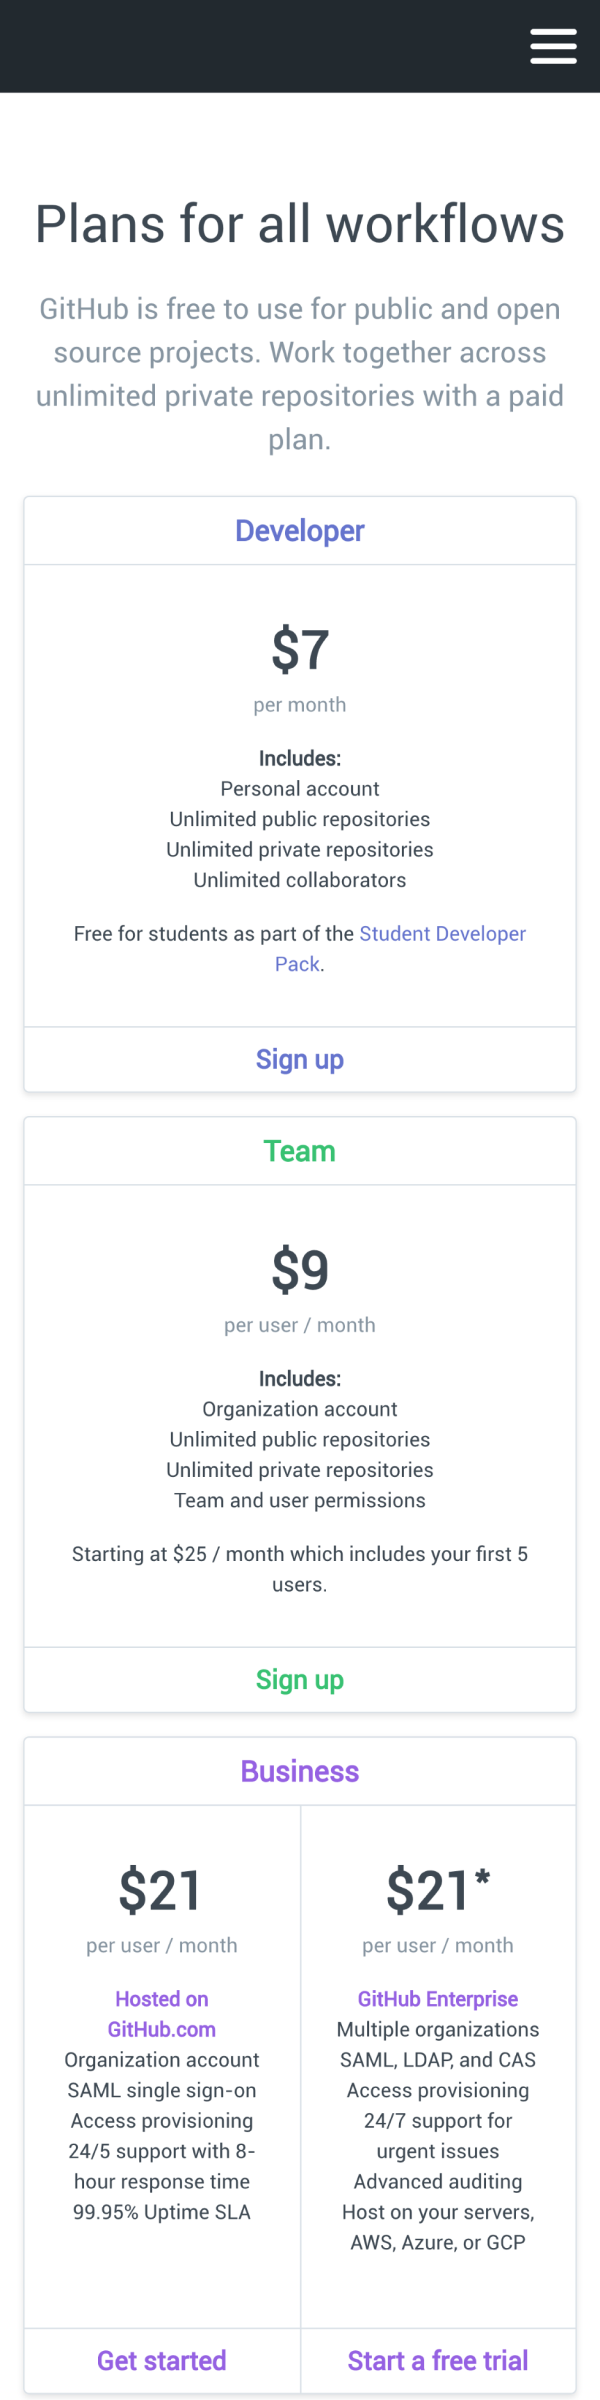 Plans for all workflows
GitHub is free to use for public and open
source projects. Work together across
unlimited private repositories with a paid
plan.
Developer
$7
per month
Includes:
Personal account
Unlimited public repositories
Unlimited private repositories
Unlimited collaborators
Free for students as part of the Student Developer
Pack.
Sign up
Team
$9
per user / month
Includes:
Organization account
Unlimited public repositories
Unlimited private repositories
Team and user permissions
Starting at $25 / month which includes your first 5
users.
Sign up
Business
$21
per user / month
Hosted on
GitHub.com
Organization account
SAML single sign-on
Access provisioning
24/5 support with 8-
hour response time
99.95% Uptime SLA
Get started
$21*
per user / month
GitHub Enterprise
Multiple organizations
SAML, LDAP, and CAS
Access provisioning
24/7 support for
urgent issues
Advanced auditing
Host on your servers,
AWS, Azure, or GCP
Start a free trial